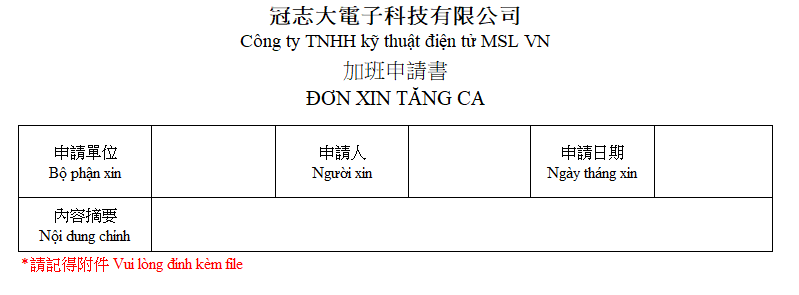 冠志大電子科技有限公司
Công ty TNHH kỹ thuật điện tử MSL VN
加班申請書
ĐƠN XIN TĂNG CA
申請單位
Bộ phận xin
申請人
Người xin
申請日期
Ngày tháng xin
內容摘要
Nội dung chính
*請記得附件 Vui lòng đính kèm file